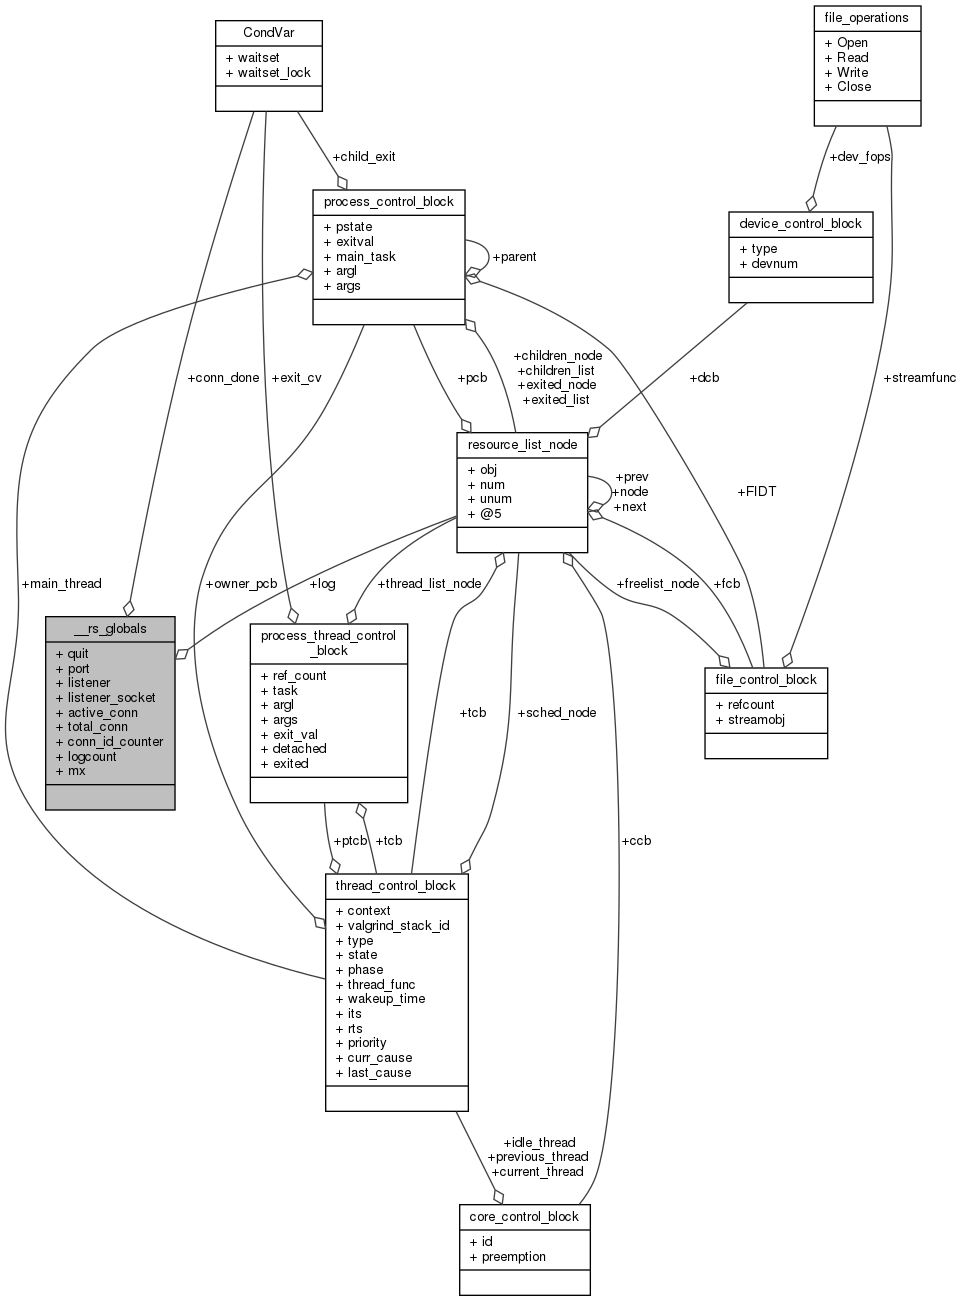 file_operations
+ Open
+ Read
+ Write
+ Close
CondVar
+ waitset
+ waitset_lock
+child_exit
+dev_fops
process_control_block
+ pstate
+ exitval
+ main_task
+ argl
+ args
+parent
device_control_block
+ type
+ devnum
+conn_done
+exit_cv
+pcb
+children_node
+children_list
+exited_node
+exited_list
+dcb
+streamfunc
resource_list_node
+ obj
+ num
+ unum
+ @5
+prev
+node
+next
+FIDT
+main_thread
+owner_pcb
+log
+thread_list_node
+freelist_node
+fcb
__rs_globals
+ quit
+ port
+ listener
+ listener_socket
+ active_conn
+ total_conn
+ conn_id_counter
+ logcount
+ mx
process_thread_control
_block
+ ref_count
+ task
+ argl
+ args
+ exit_val
+ detached
+ exited
+tcb
+sched_node
file_control_block
+ refcount
+ streamobj
+ptcb
+tcb
+ccb
thread_control_block
+ context
+ valgrind_stack_id
+ type
+ state
+ phase
+ thread_func
+ wakeup_time
+ its
+ rts
+ priority
+ curr_cause
+ last_cause
+idle_thread
+previous_thread
+current_thread
core_control_block
+ id
+ preemption